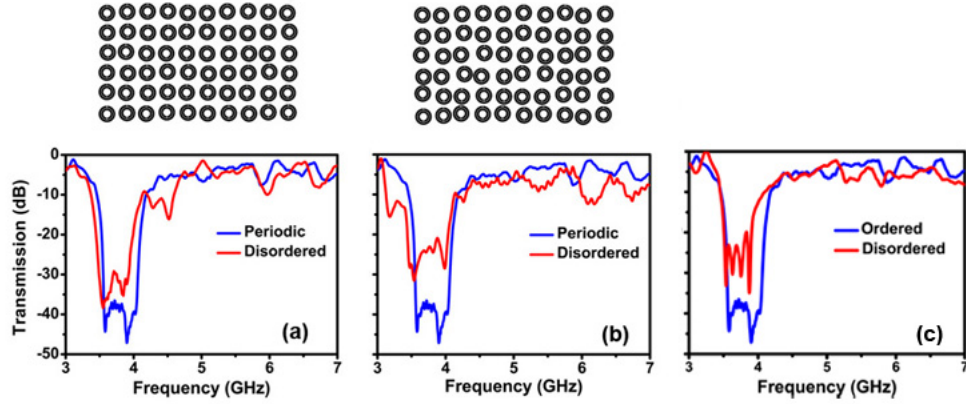 0
-10
-20
-30
-40
-50
Transmission (dB)
Periodic
Disordered
(a)
3 4 5 6 7
Frequency (GHz)
Periodic
Disordered
(b)
3 4 5 6 7
Frequency (GHz)
Ordered
Disordered
(c)
3 4 5 6 7
Frequency (GHz)